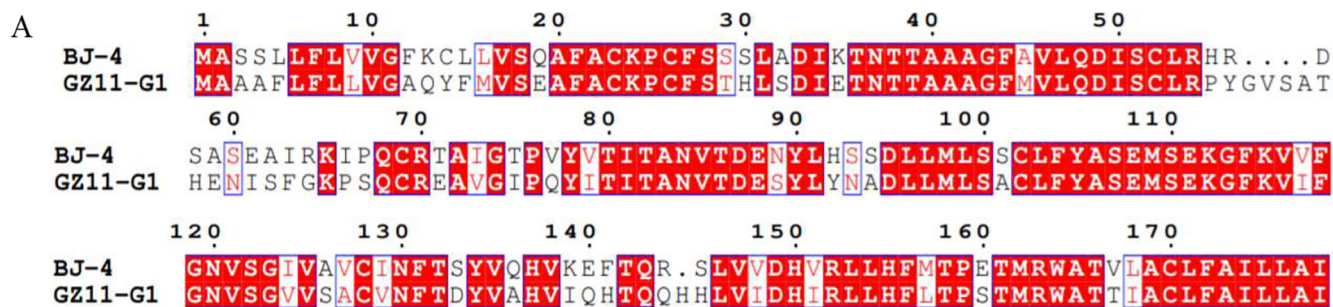 A
1 10 20 30 40 50
BJ-4 MASSLLFLVVGFKCLLVSQAFACKPCFSSSLADIKTNTTAAAGFAVLQDISCLRHR....D
GZ11-G1 MAAAFLFLLVGAQYFMVSEAFACKPCFSTHLSDIETNTTAAAGFMVLQDISCLRPYGVSAT
60 70 80 90 100 110
BJ-4 SASEAIRKIPQCRTAIGTPVYVTITANVTDENYLHSSDLLMLSSCLFYASEMSEKGFKVVF
GZ11-G1 HENISFGKPSQCREAVGIPQYITITANVTDESYLYNADLLMLSACLFYASEMSEKGFKVIF
120 130 140 150 160 170
BJ-4 GNVSGIVAVCINFTSYVQHVKEFTQR.SLVVDHVRLLHFMTPETMRWATVLACLFAILLAI
GZ11-G1 GNVSGVVSACVNFTDYVAHVIQHTQQHHLVIDHIRLLHFLTPSTMRWATTIACLFAILLAI